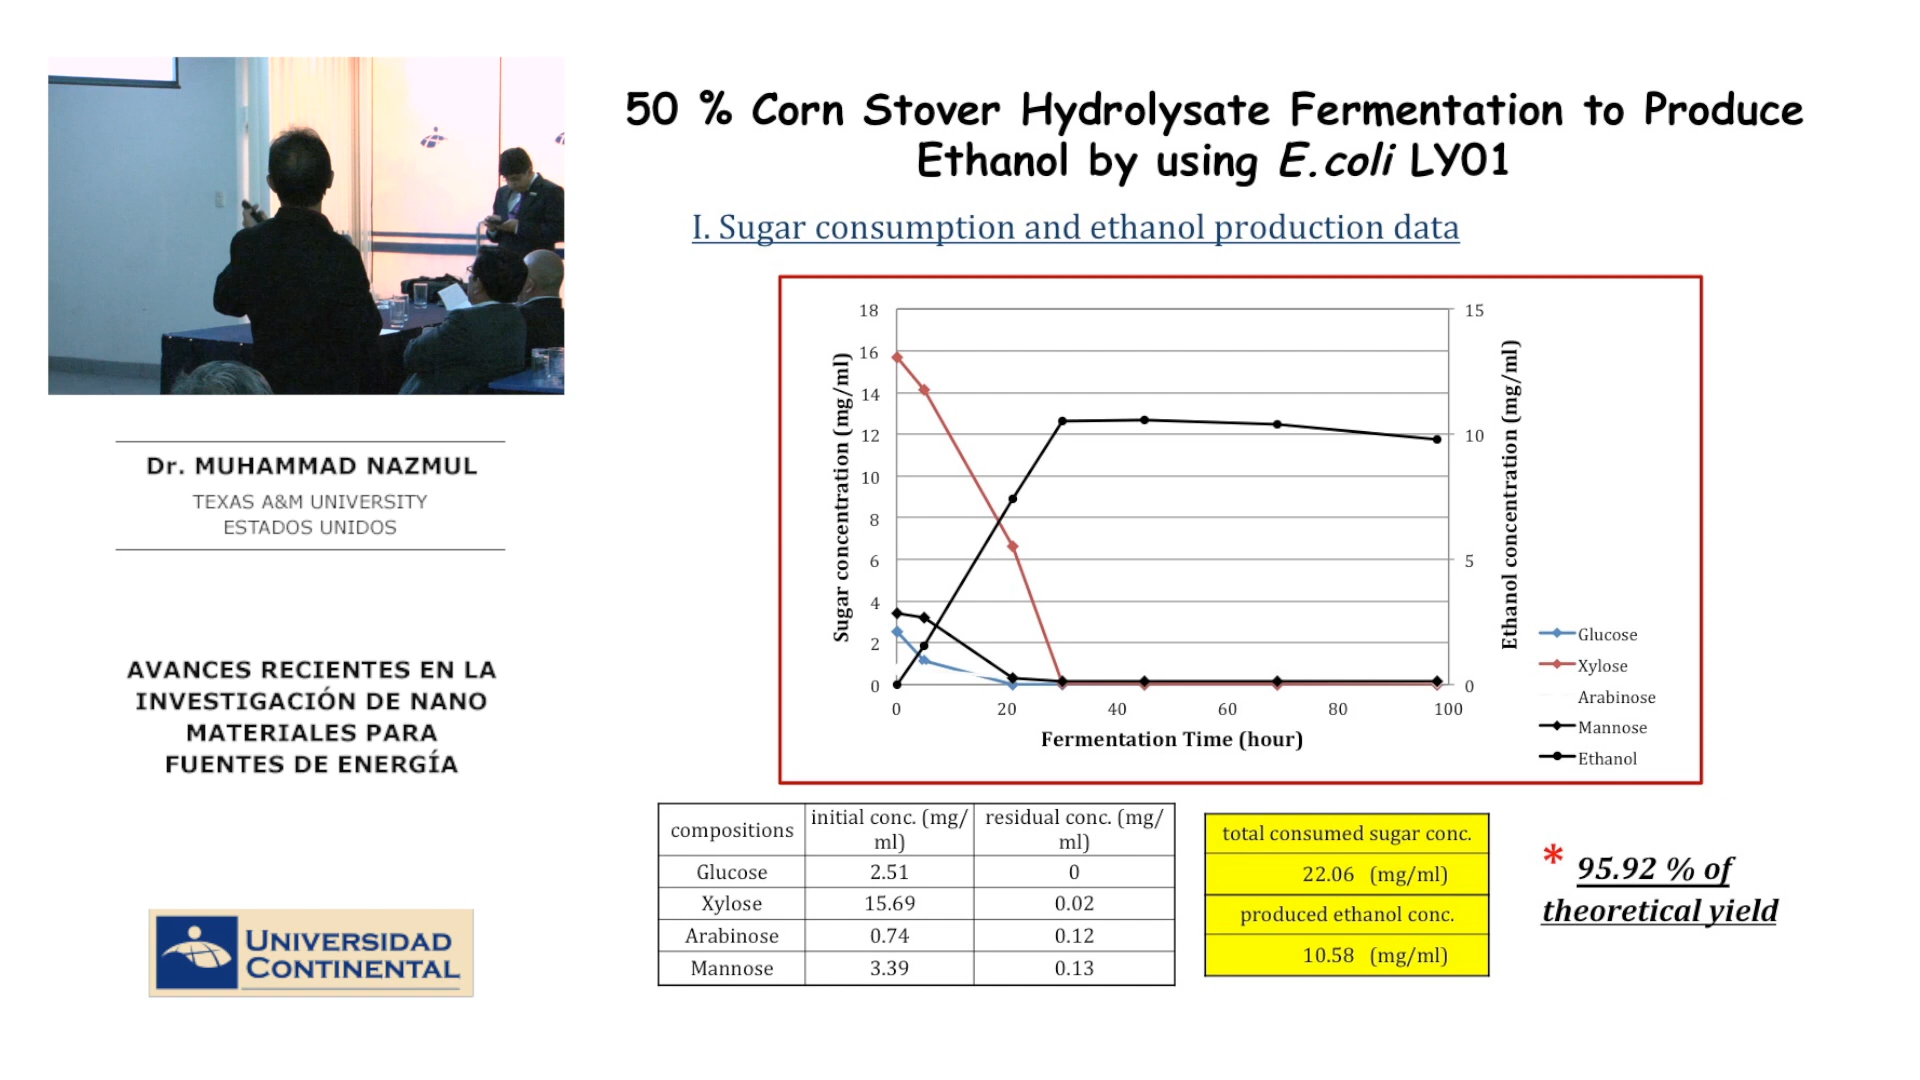 50 % Corn Stover Hydrolysate Fermentation to Produce
Ethanol by using E.coli LY01
I. Sugar consumption and ethanol production data
Dr. MUHAMMAD NAZMUL
TEXAS A&M UNIVERSITY
ESTADOS UNIDOS
AVANCES RECIENTES EN LA
INVESTIGACIÓN DE NANO
MATERIALES PARA
FUENTES DE ENERGÍA
UNIVERSIDAD
CONTINENTAL
Sugar concentration (mg/ml)
18
16
14
12
10
8
6
4
2
0
15
10
5
0
Ethanol concentration (mg/ml)
0 20 40 60 80 100
Fermentation Time (hour)
Glucose
Xylose
Arabinose
Mannose
Ethanol
compositions initial conc. (mg/ residual conc. (mg/
ml) ml)
Glucose 2.51 0
Xylose 15.69 0.02
Arabinose 0.74 0.12
Mannose 3.39 0.13
total consumed sugar conc.
22.06 (mg/ml)
produced ethanol conc.
10.58 (mg/ml)
* 95.92 % of
theoretical yield